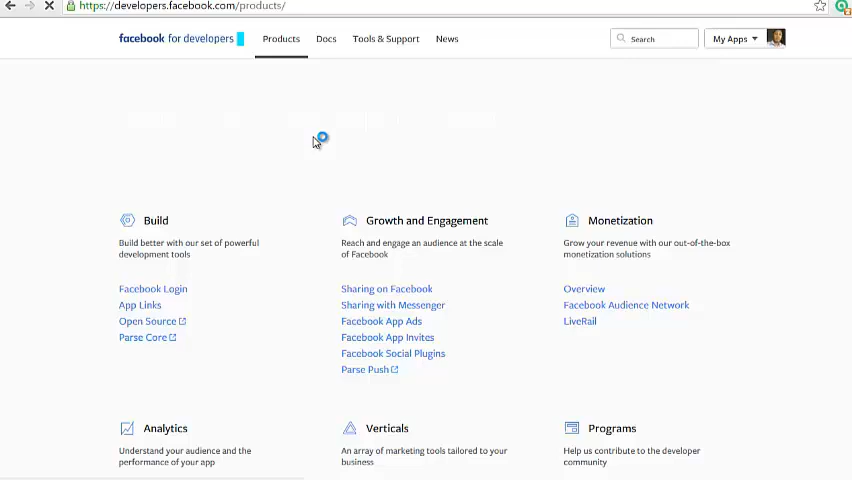 https://developers.facebook.com/products/
facebook for developers Products Docs Tools & Support News Search My Apps
Build
Build better with our set of powerful
development tools
Facebook Login
App Links
Open Source
Parse Core
Growth and Engagement
Reach and engage an audience at the scale
of Facebook
Sharing on Facebook
Sharing with Messenger
Facebook App Ads
Facebook App Invites
Facebook Social Plugins
Parse Push
Monetization
Grow your revenue with our out-of-the-box
monetization solutions
Overview
Facebook Audience Network
LiveRail
Analytics
Understand your audience and the
performance of your app
Verticals
An array of marketing tools tailored to your
business
Programs
Help us contribute to the developer
community